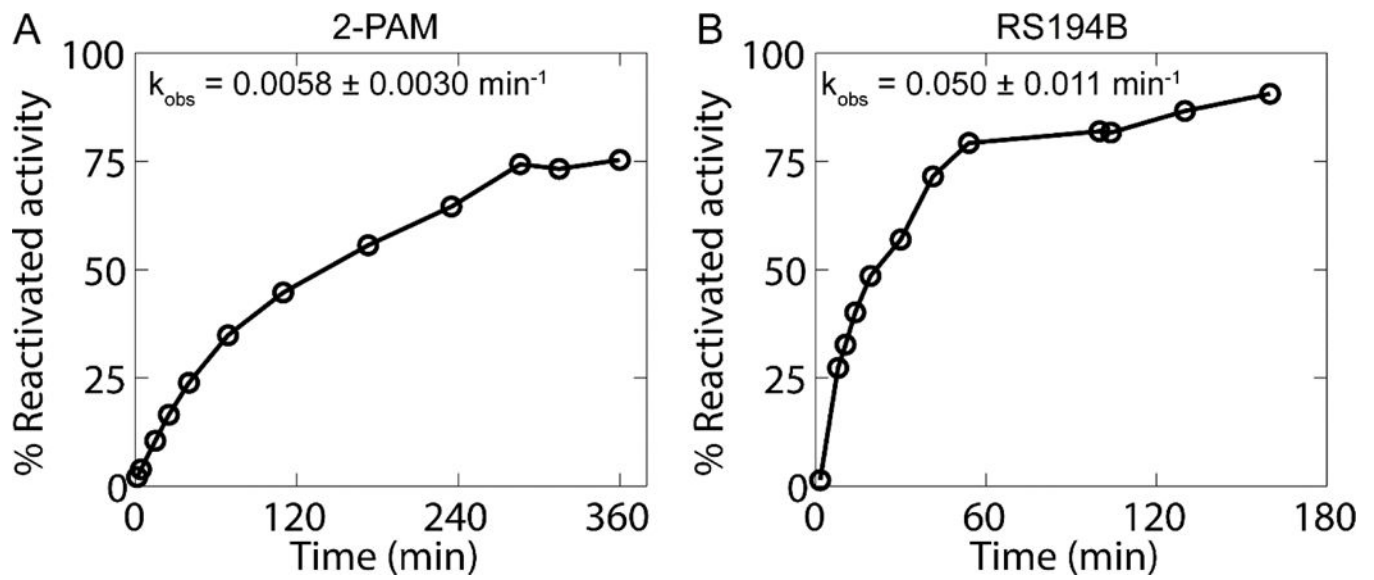 A
2-PAM
k_obs = 0.0058 ± 0.0030 min⁻¹
% Reactivated activity
100
75
50
25
0
0 120 240 360
Time (min)
B
RS194B
k_obs = 0.050 ± 0.011 min⁻¹
% Reactivated activity
100
75
50
25
0
0 60 120 180
Time (min)